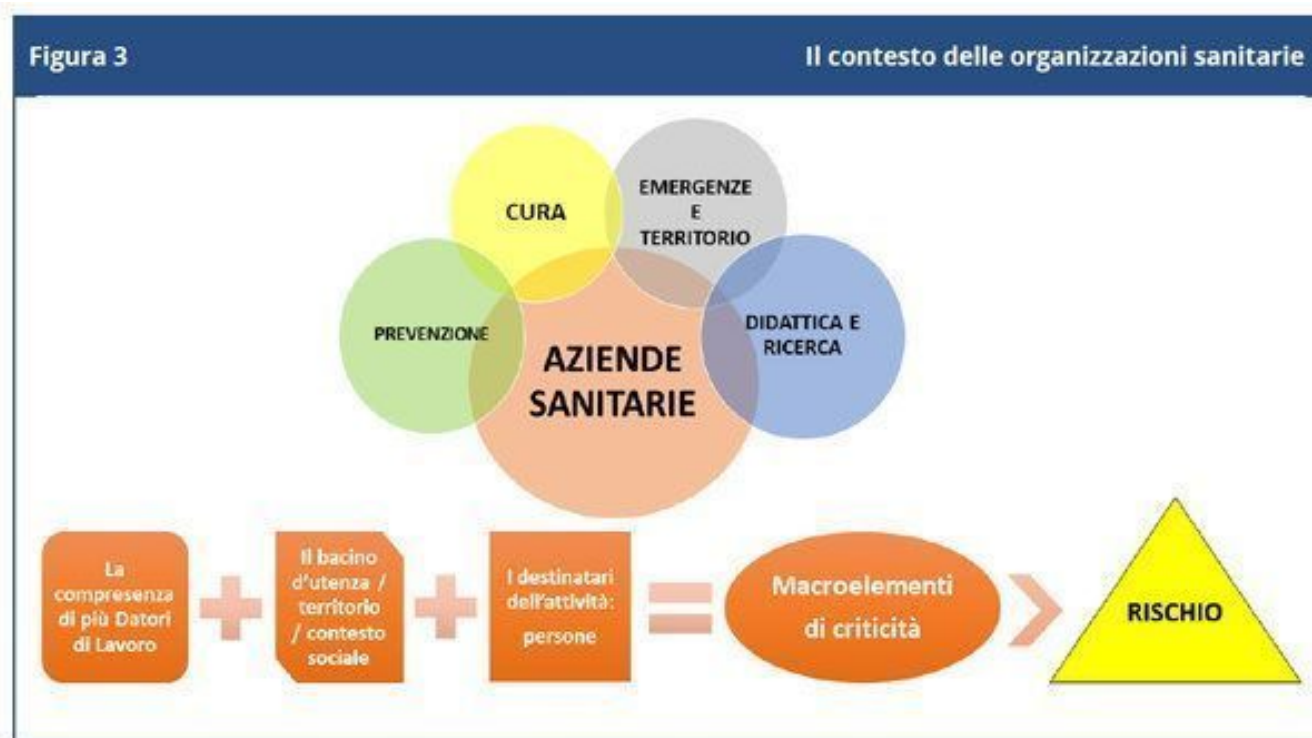 Figura 3
Il contesto delle organizzazioni sanitarie
CURA
EMERGENZE
E
TERRITORIO
PREVENZIONE
DIDATTICA E
RICERCA
AZIENDE
SANITARIE
La
compresenza
di più Datori
di Lavoro
Il bacino
d'utenza /
territorio
/ contesto
sociale
I destinatari
dell'attività:
persone
Macroelementi
di criticità
RISCHIO